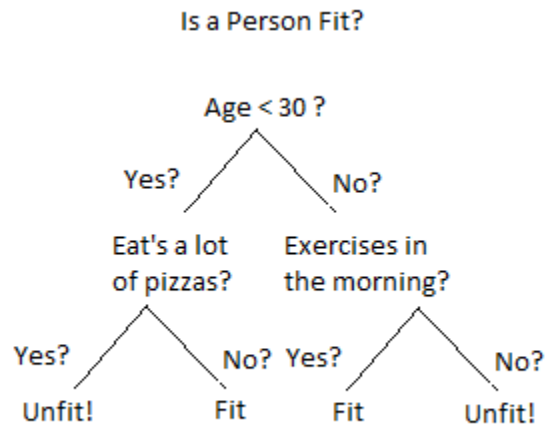 Is a Person Fit?
Age < 30 ?
Yes?
No?
Eat's a lot
of pizzas?
Exercises in
the morning?
Yes?
No?
Yes?
No?
Unfit!
Fit
Fit
Unfit!